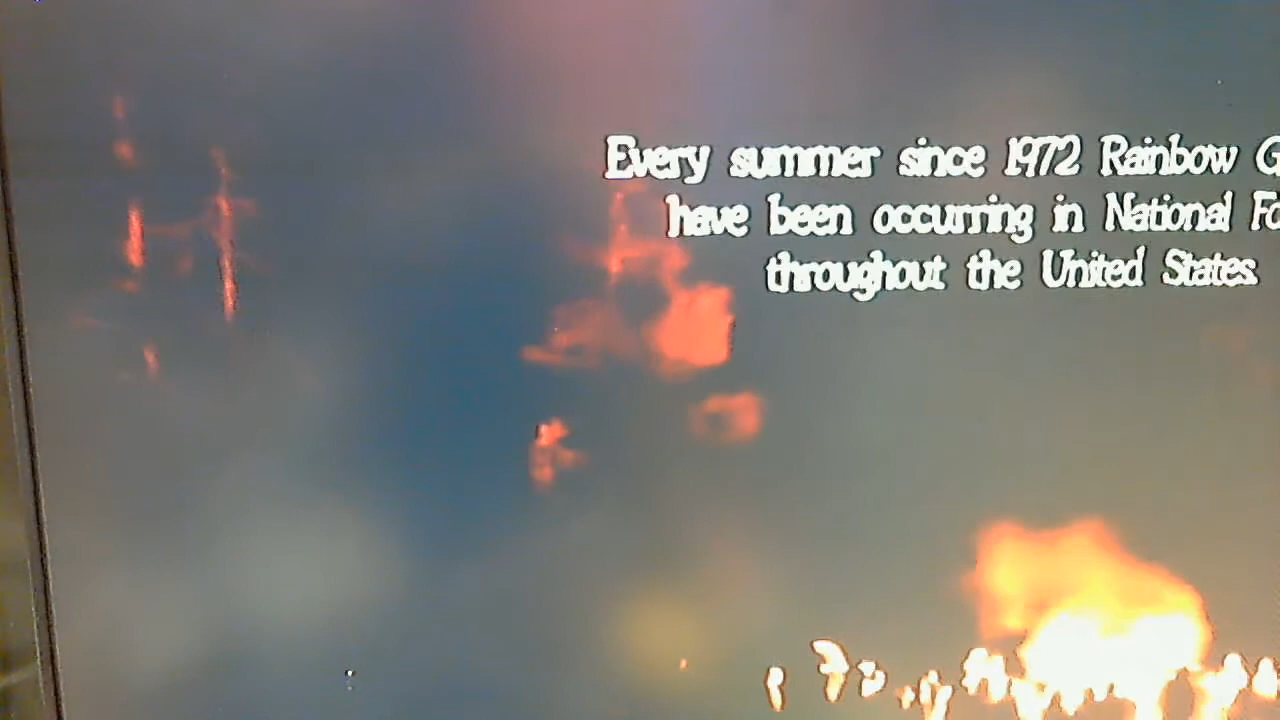 Every summer since 1972 Rainbow
have been occurring in National
throughout the United States.